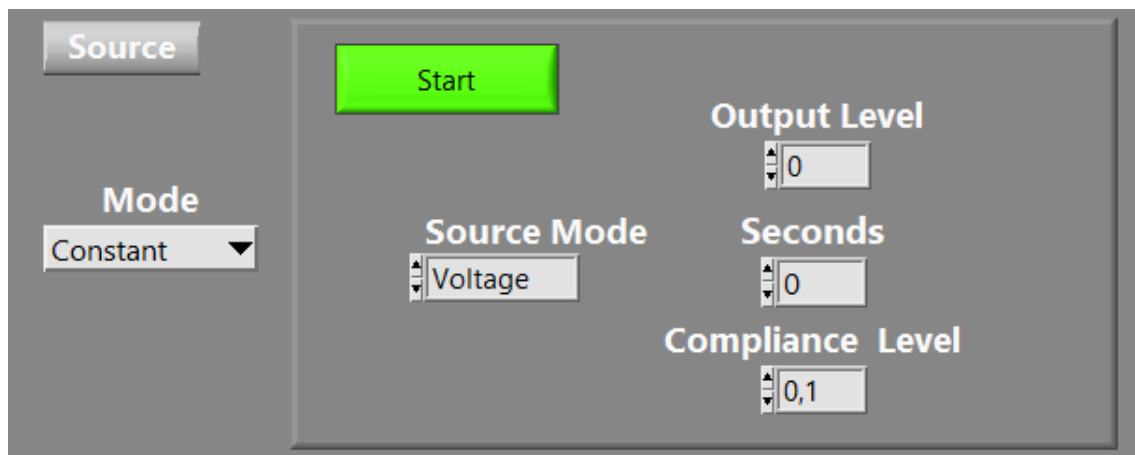 Source
Start
Output Level
0
Mode
Constant
Source Mode
Voltage
Seconds
0
Compliance  Level
0,1